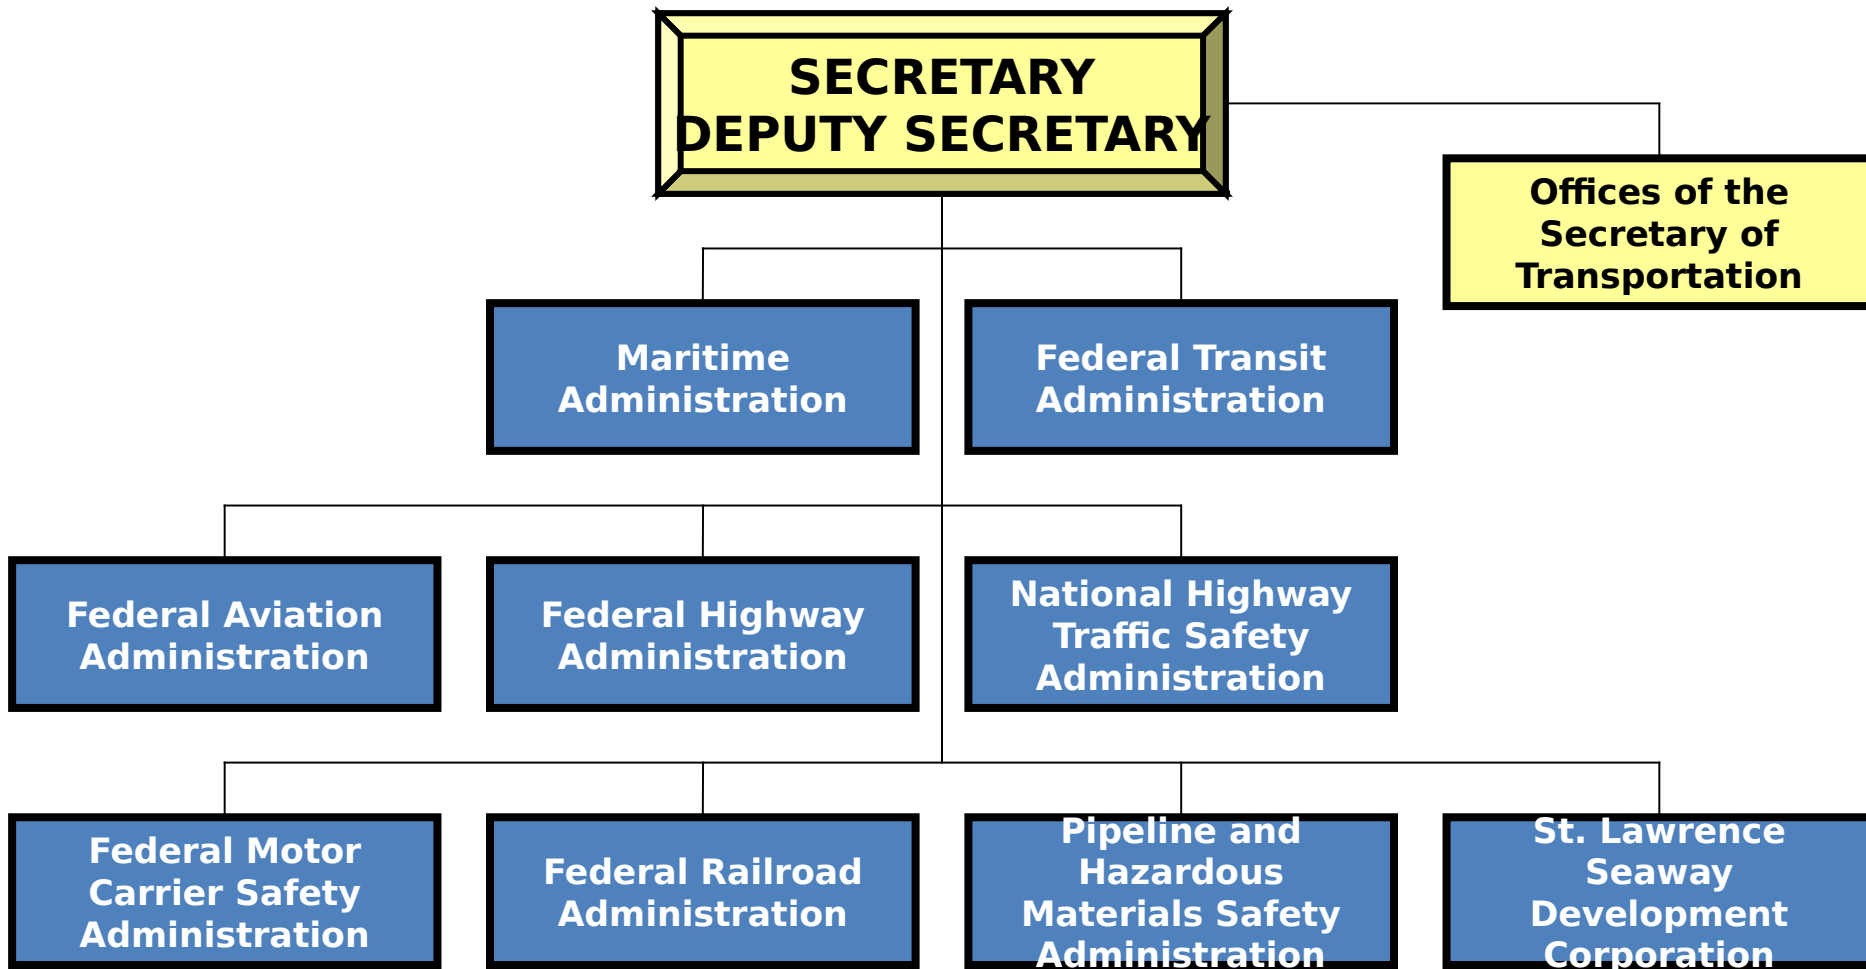 SECRETARY
DEPUTY SECRETARY
Offices of the
Secretary of
Transportation
Maritime
Administration
Federal Transit
Administration
Federal Aviation
Administration
Federal Highway
Administration
National Highway
Traffic Safety
Administration
Federal Motor
Carrier Safety
Administration
Federal Railroad
Administration
Pipeline and
Hazardous
Materials Safety
Administration
St. Lawrence
Seaway
Development
Corporation